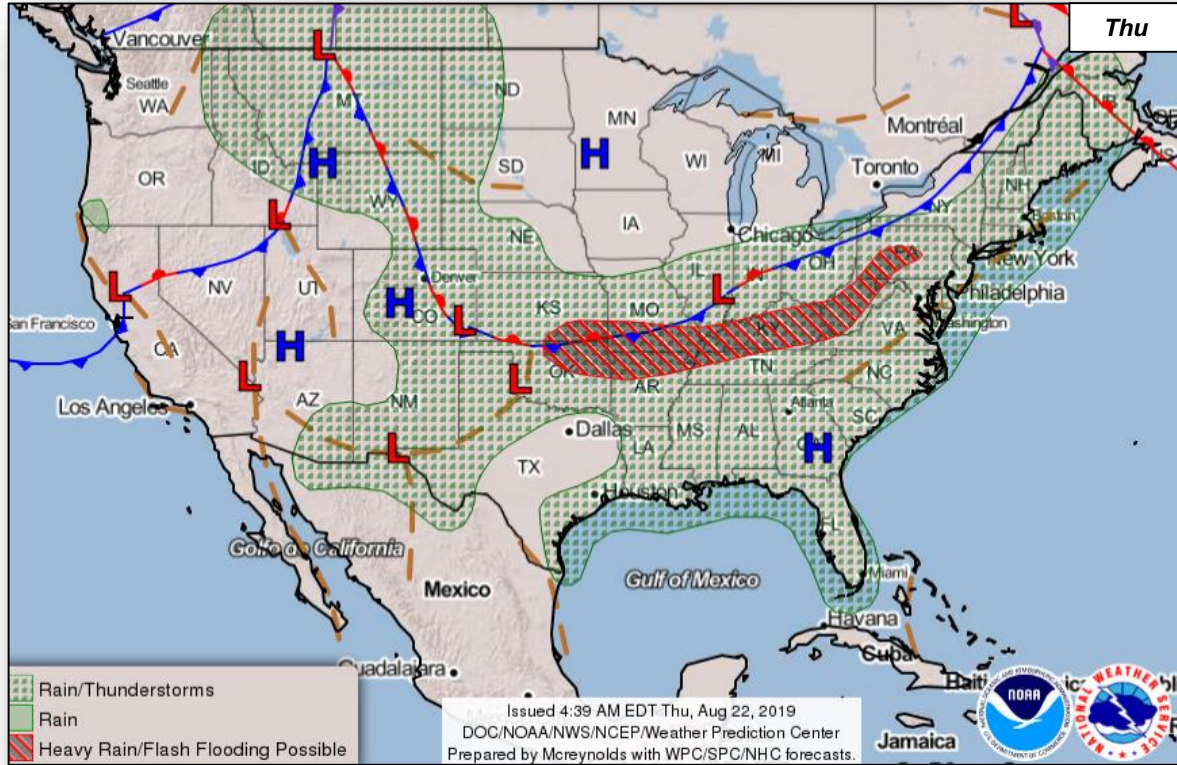 Thu
Vancouver
Seattle
WA
MT
ND
MN
Montréal
OR
ID
SD
WI
MI
Toronto
NH
WY
NY
Boston
IA
Chicago
NE
New York
PA
OH
IL
Philadelphia
NV
UT
Denver
CO
KS
MO
KY
VA
Washington
San Francisco
CA
TN
NC
OK
AR
Los Angeles
AZ
NM
SC
Atlanta
Dallas
LA
MS
AL
TX
Houston
FL
Golfo de California
Mexico
Gulf of Mexico
Miami
Havana
Cuba
Guadalajara
Jamaica
L
L
L
L
L
L
L
L
L
H
H
H
H
H
Rain/Thunderstorms
Rain
Heavy Rain/Flash Flooding Possible
Issued 4:39 AM EDT Thu, Aug 22, 2019
DOC/NOAA/NWS/NCEP/Weather Prediction Center
Prepared by Mcreynolds with WPC/SPC/NHC forecasts.
NOAA
NATIONAL WEATHER SERVICE